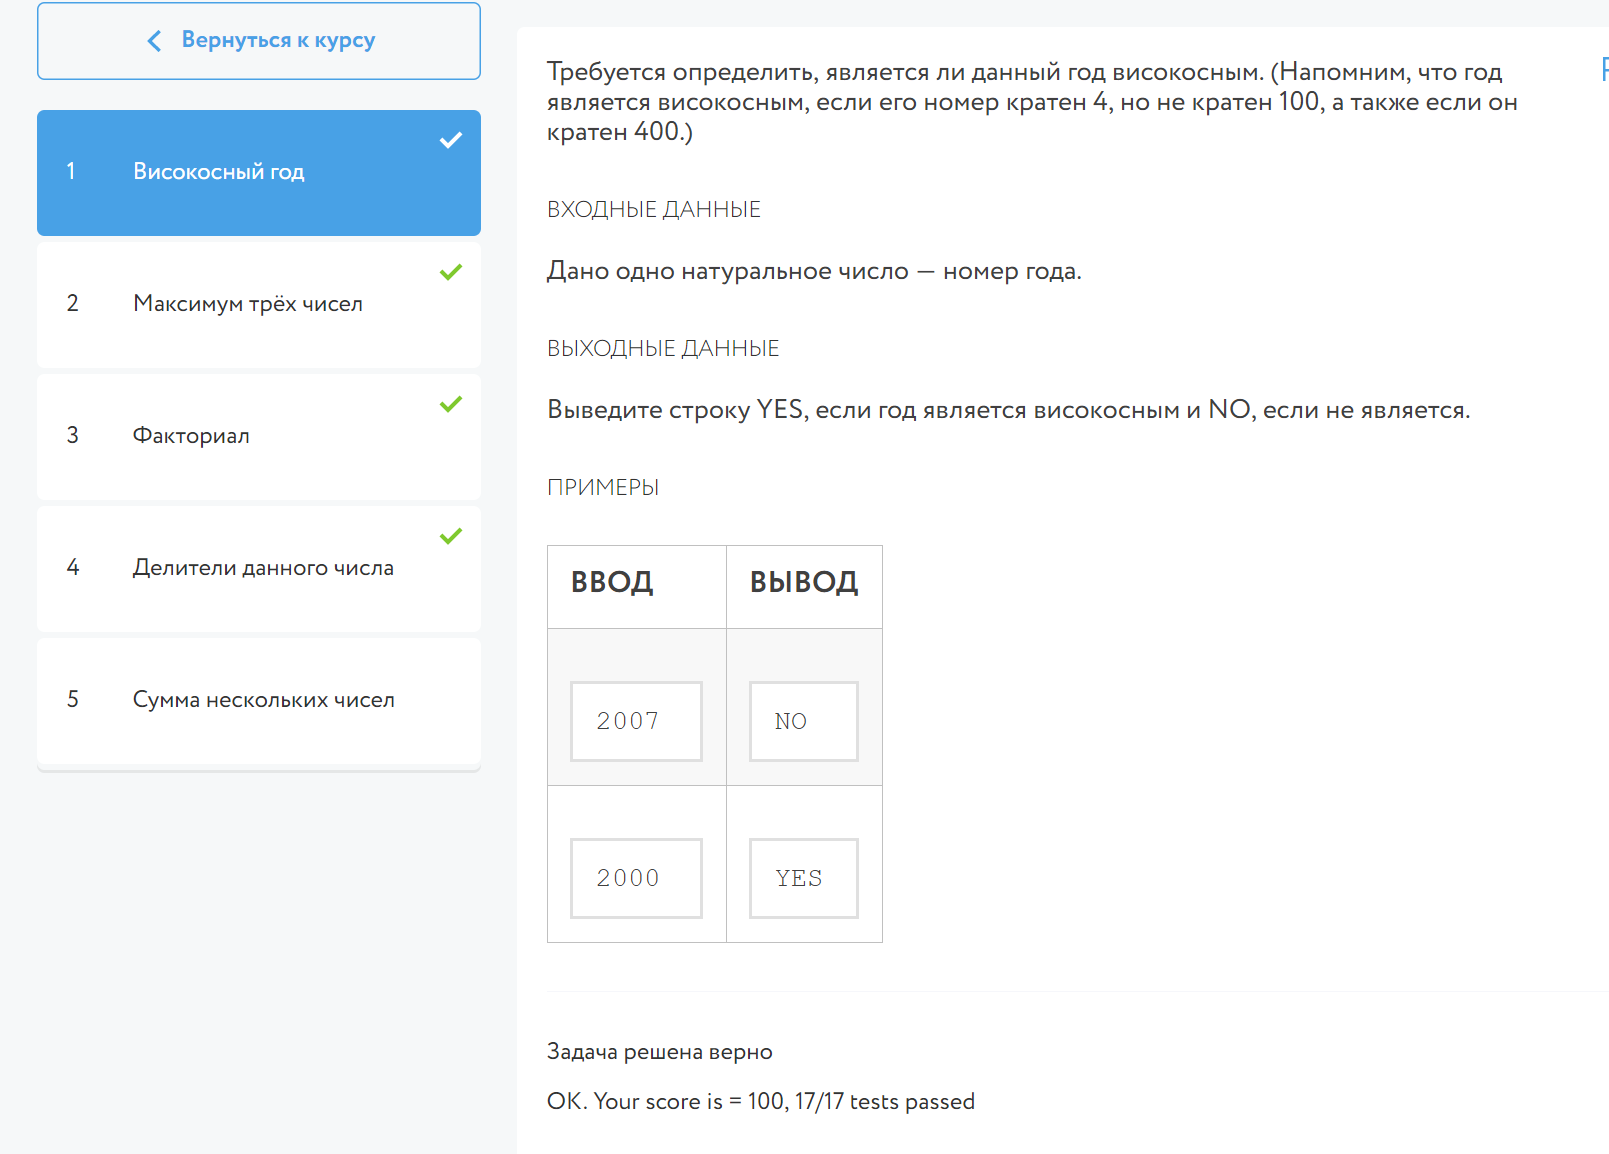 Вернуться к курсу
1 Високосный год
2 Максимум трёх чисел
3 Факториал
4 Делители данного числа
5 Сумма нескольких чисел
Требуется определить, является ли данный год високосным. (Напомним, что год
является високосным, если его номер кратен 4, но не кратен 100, а также если он
кратен 400.)
ВХОДНЫЕ ДАННЫЕ
Дано одно натуральное число — номер года.
ВЫХОДНЫЕ ДАННЫЕ
Выведите строку YES, если год является високосным и NO, если не является.
ПРИМЕРЫ
ВВОД ВЫВОД
2007 NO
2000 YES
Задача решена верно
OK. Your score is = 100, 17/17 tests passed